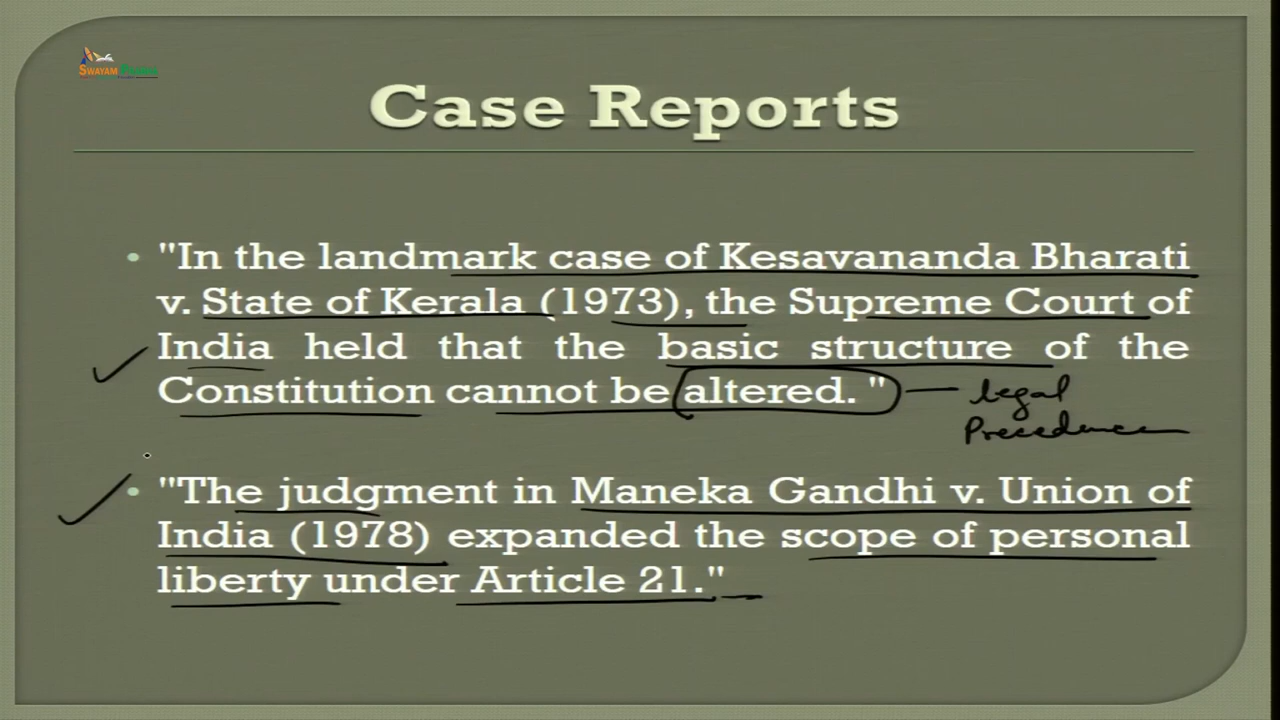 Case Reports
"In the landmark case of Kesavananda Bharati
v. State of Kerala (1973), the Supreme Court of
India held that the basic structure of the
Constitution cannot be altered. " — legal
Precedence
"The judgment in Maneka Gandhi v. Union of
India (1978) expanded the scope of personal
liberty under Article 21."